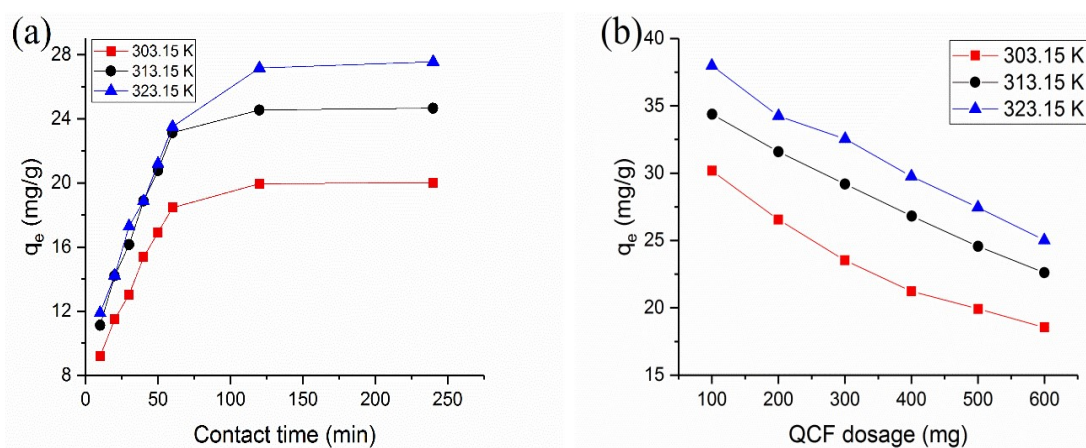 (a)
303.15 K
313.15 K
323.15 K
28
24
20
16
12
8
qe (mg/g)
0 50 100 150 200 250
Contact time (min)
(b)
303.15 K
313.15 K
323.15 K
40
35
30
25
20
15
qe (mg/g)
100 200 300 400 500 600
QCF dosage (mg)